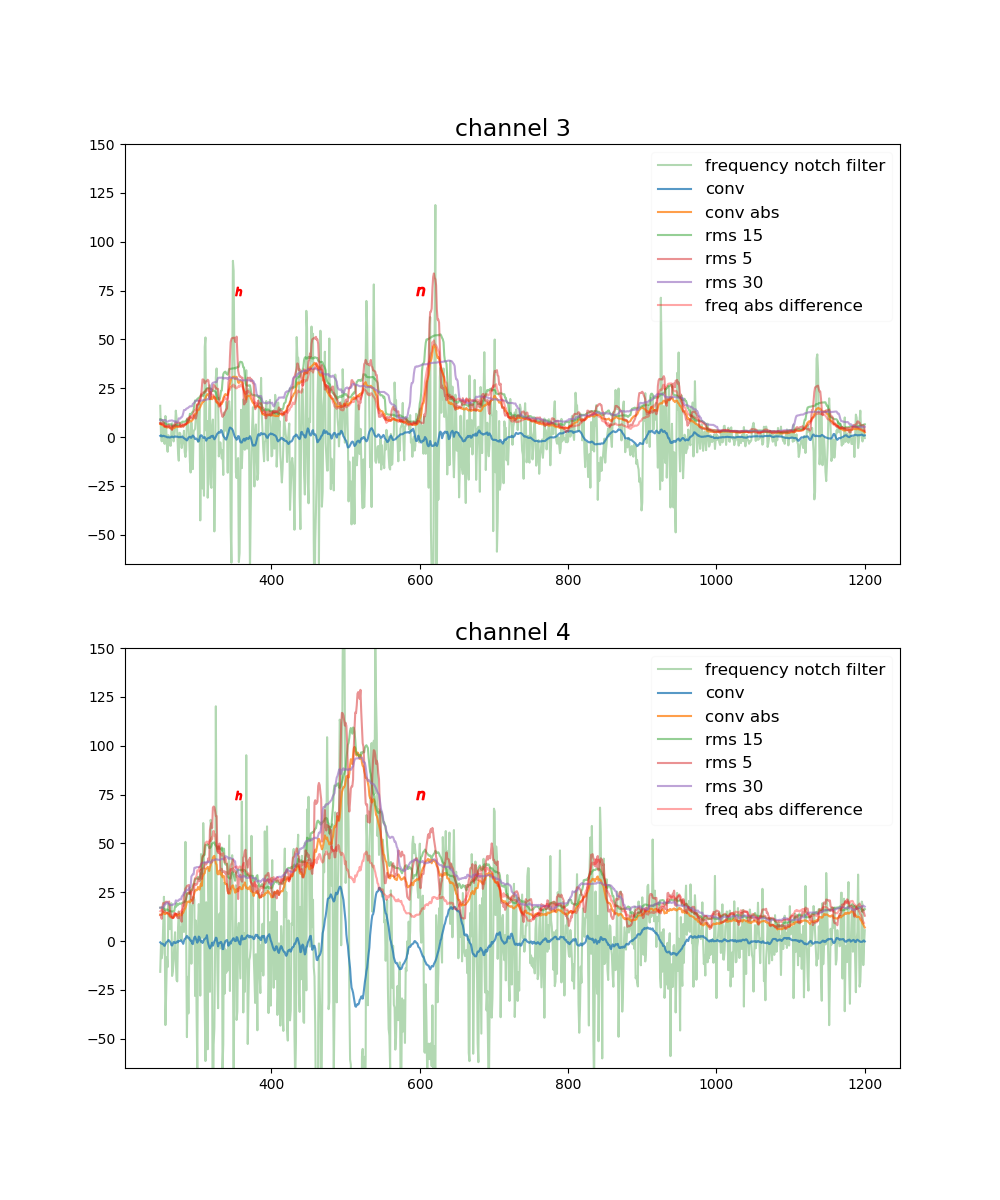 channel 3
150
125
100
75
50
25
0
−25
−50
frequency notch filter
conv
conv abs
rms 15
rms 5
rms 30
freq abs difference
h
n
400
600
800
1000
1200
channel 4
150
125
100
75
50
25
0
−25
−50
frequency notch filter
conv
conv abs
rms 15
rms 5
rms 30
freq abs difference
h
n
400
600
800
1000
1200